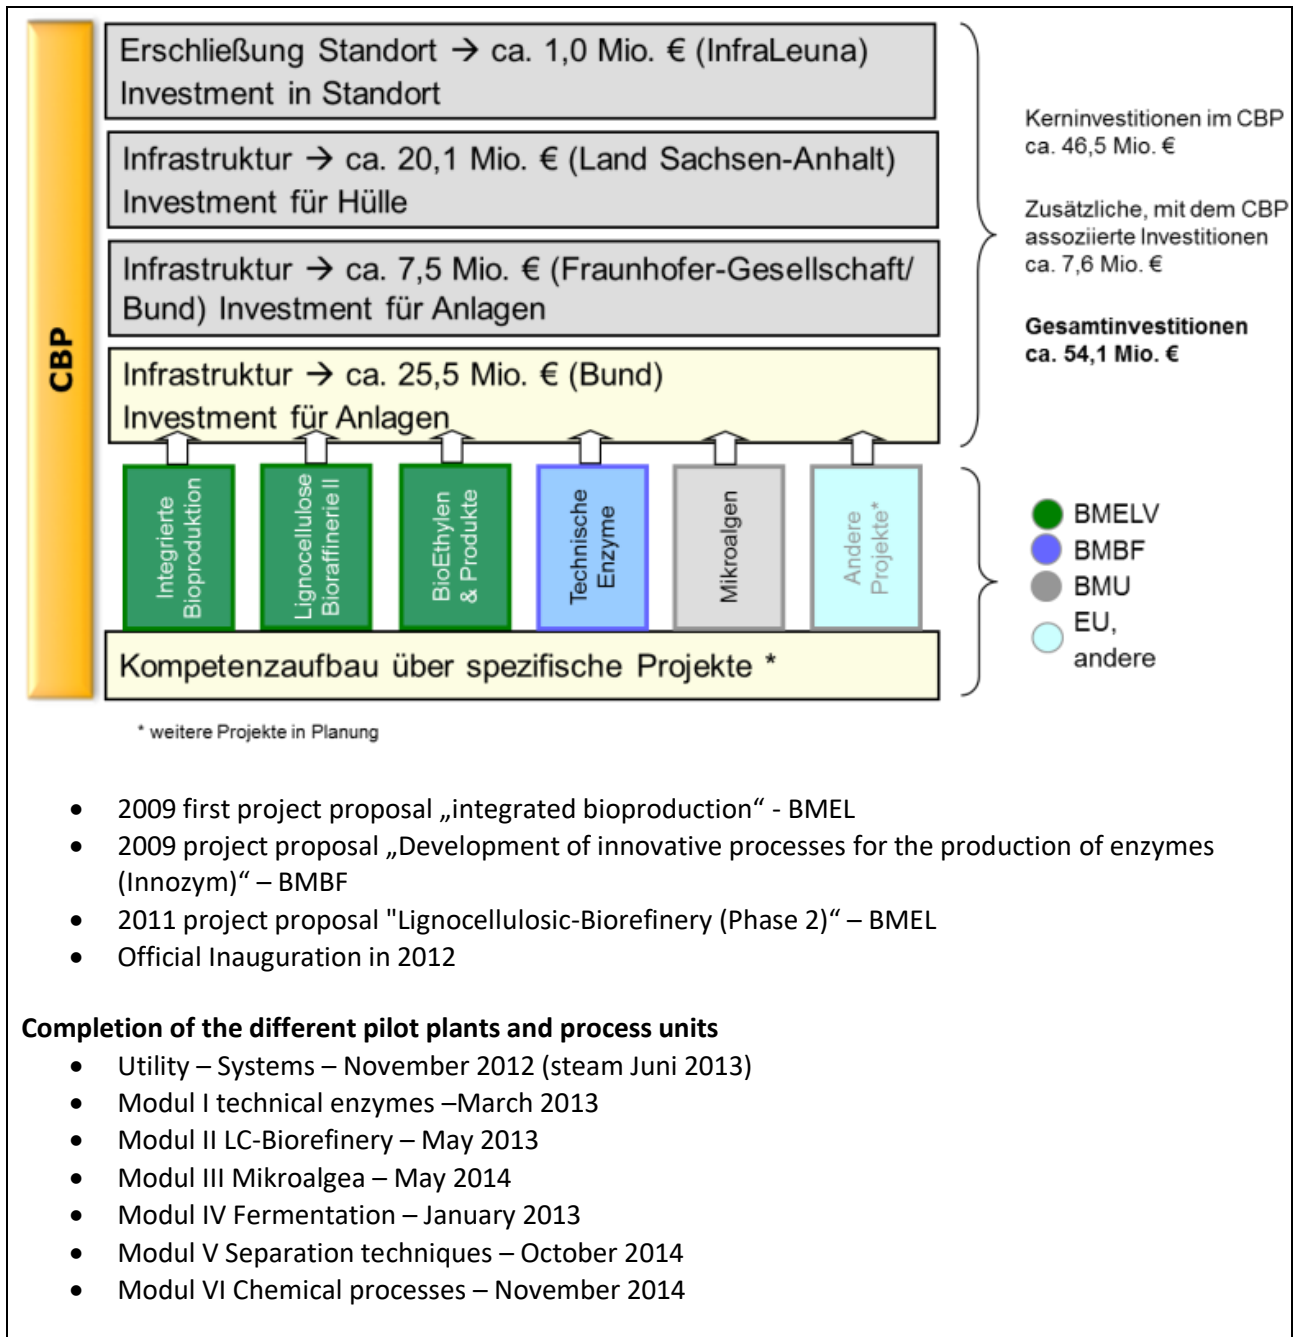 CBP
Erschließung Standort → ca. 1,0 Mio. € (InfraLeuna)
Investment in Standort
Infrastruktur → ca. 20,1 Mio. € (Land Sachsen-Anhalt)
Investment für Hülle
Infrastruktur → ca. 7,5 Mio. € (Fraunhofer-Gesellschaft/
Bund) Investment für Anlagen
Infrastruktur → ca. 25,5 Mio. € (Bund)
Investment für Anlagen
Kerninvestitionen im CBP
ca. 46,5 Mio. €
Zusätzliche, mit dem CBP
assoziierte Investitionen
ca. 7,6 Mio. €
Gesamtinvestitionen
ca. 54,1 Mio. €
Integrierte
Bioproduktion
Lignocellulose
Bioraffinerie II
BioEthylen
& Produkte
Technische
Enzyme
Mikroalgen
Andere
Projekte*
BMELV
BMBF
BMU
EU,
andere
Kompetenzaufbau über spezifische Projekte *
* weitere Projekte in Planung
• 2009 first project proposal „integrated bioproduction“ - BMEL
• 2009 project proposal „Development of innovative processes for the production of enzymes
(Innozym)“ – BMBF
• 2011 project proposal "Lignocellulosic-Biorefinery (Phase 2)“ – BMEL
• Official Inauguration in 2012
Completion of the different pilot plants and process units
• Utility – Systems – November 2012 (steam Juni 2013)
• Modul I technical enzymes –March 2013
• Modul II LC-Biorefinery – May 2013
• Modul III Mikroalgea – May 2014
• Modul IV Fermentation – January 2013
• Modul V Separation techniques – October 2014
• Modul VI Chemical processes – November 2014